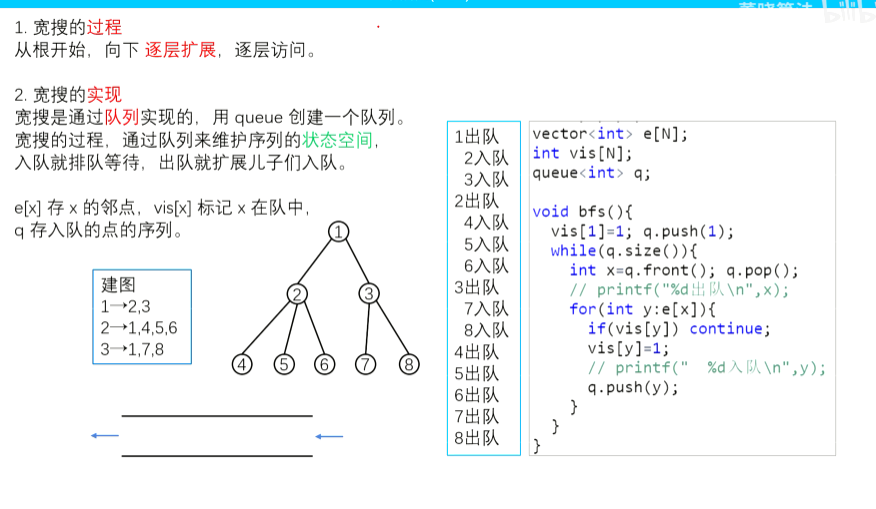 1. 宽搜的过程
从根开始，向下 逐层扩展，逐层访问。
2. 宽搜的实现
宽搜是通过队列实现的，用 queue 创建一个队列。
宽搜的过程，通过队列来维护序列的状态空间，
入队就排队等待，出队就扩展儿子们入队。
e[x] 存 x 的邻点，vis[x] 标记 x 在队中，
q 存入队的点的序列。
建图
1→2,3
2→1,4,5,6
3→1,7,8
1
2 3
4 5 6 7 8
1出队
2入队
3入队
2出队
4入队
5入队
6入队
3出队
7入队
8入队
4出队
5出队
6出队
7出队
8出队
vector<int> e[N];
int vis[N];
queue<int> q;
void bfs(){
vis[1]=1; q.push(1);
while(q.size()){
int x=q.front(); q.pop();
// printf("%d出队\n",x);
for(int y:e[x]){
if(vis[y]) continue;
vis[y]=1;
// printf("  %d入队\n",y);
q.push(y);
}
}
}